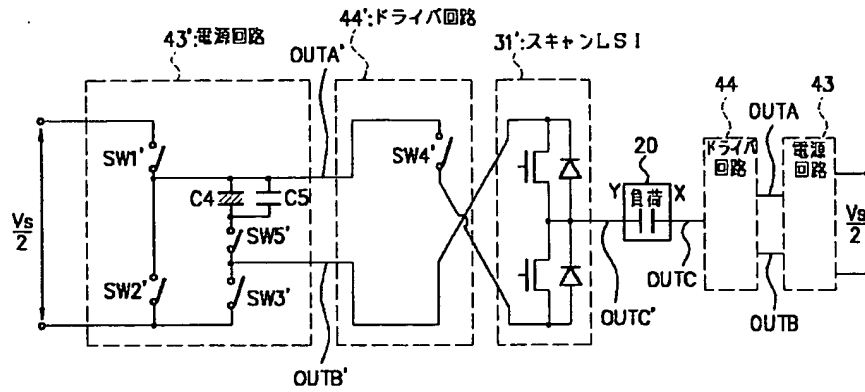 43':電源回路
44':ドライバ回路
31':スキャンLSI
OUTA'
44
OUTA
43
SW1'
SW4'
20
ドライバ
回路
電源
回路
C4
C5
Y
負荷
X
Vs
2
SW5'
Vs
2
SW2'
SW3'
OUTC'
OUTC
OUTB
OUTB'